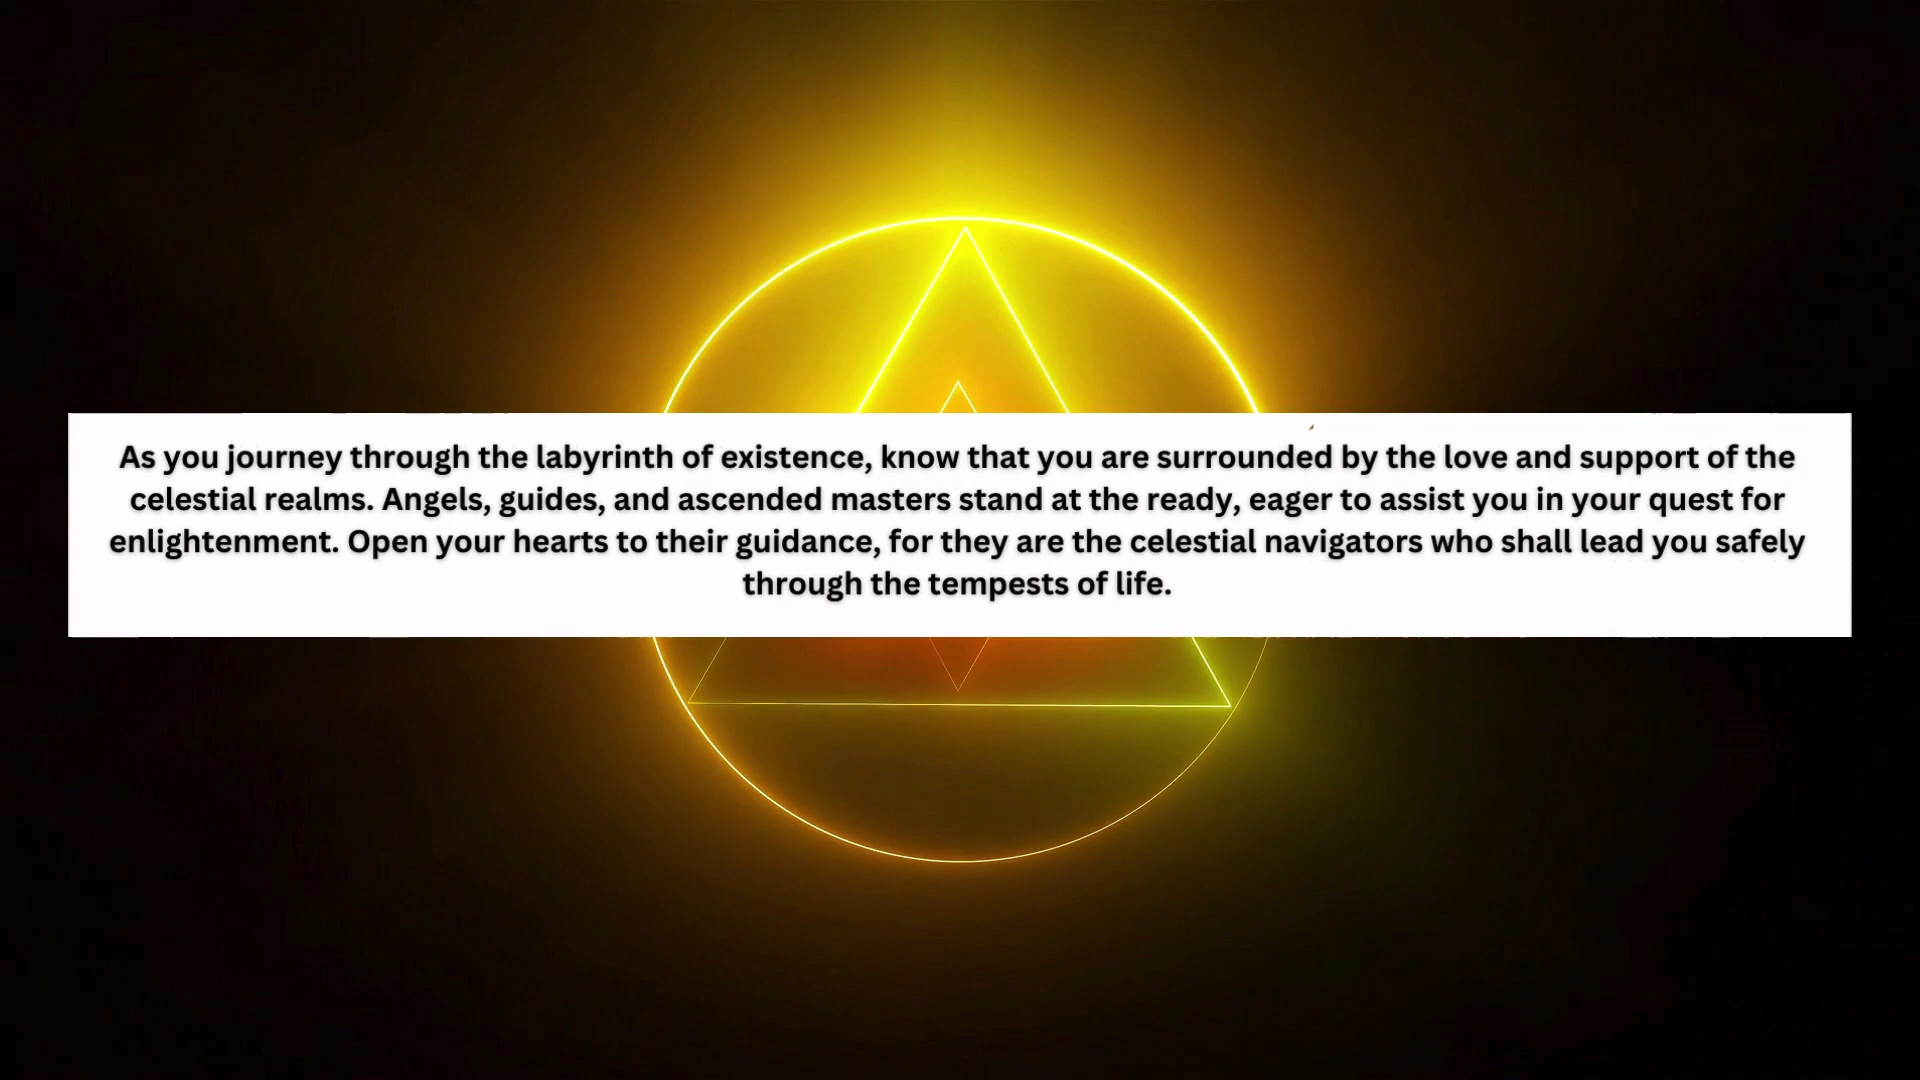 As you journey through the labyrinth of existence, know that you are surrounded by the love and support of the
celestial realms. Angels, guides, and ascended masters stand at the ready, eager to assist you in your quest for
enlightenment. Open your hearts to their guidance, for they are the celestial navigators who shall lead you safely
through the tempests of life.